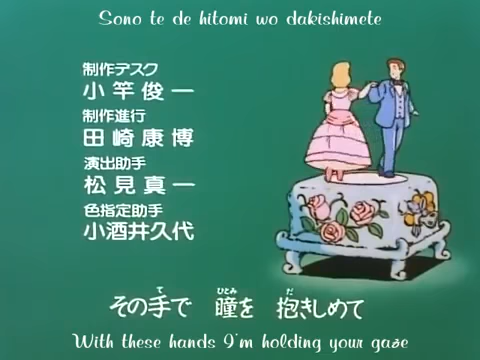 Sono te de hitomi wo dakishimete
制作デスク
小竿俊一
制作進行
田崎康博
演出助手
松見真一
色指定助手
小酒井久代
その手で 瞳を 抱きしめて
With these hands I'm holding your gaze